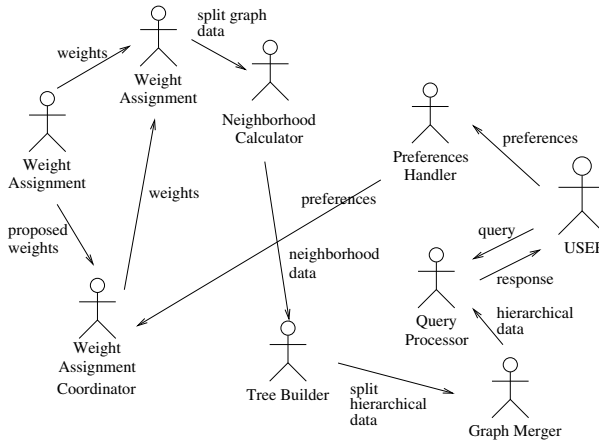 split graph
data
weights
Weight
Assignment
Neighborhood
Calculator
preferences
Weight
Assignment
Preferences
Handler
weights
preferences
proposed
weights
query
USER
neighborhood
data
response
Query
Processor
hierarchical
data
Weight
Assignment
Coordinator
Tree Builder
split
hierarchical
data
Graph Merger